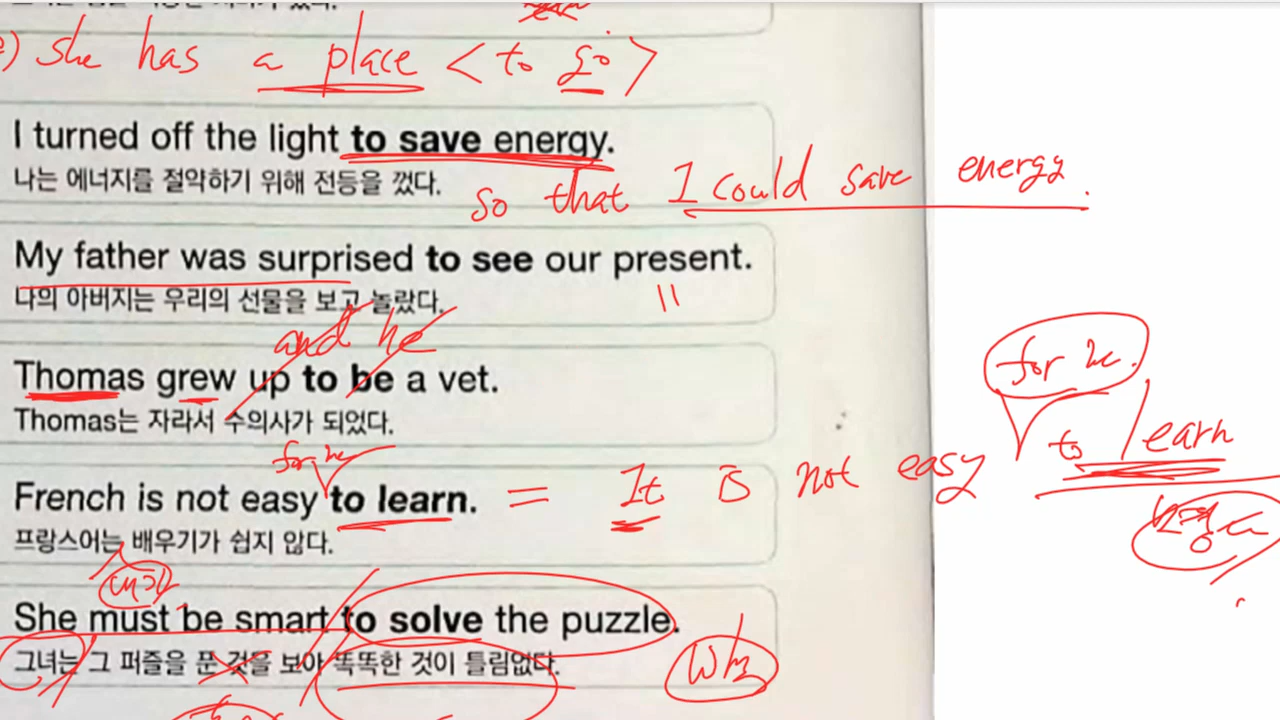 she has a place < to go >
I turned off the light to save energy.
나는 에너지를 절약하기 위해 전등을 껐다.
so that I could save energy.
My father was surprised to see our present.
나의 아버지는 우리의 선물을 보고 놀랐다.
and he
Thomas grew up to be a vet.
Thomas는 자라서 수의사가 되었다.
for me.
for me
French is not easy to learn. = It is not easy to learn
프랑스어는 배우기가 쉽지 않다.
She must be smart to solve the puzzle.
그녀는 그 퍼즐을 푼 것을 보아 똑똑한 것이 틀림없다.
why